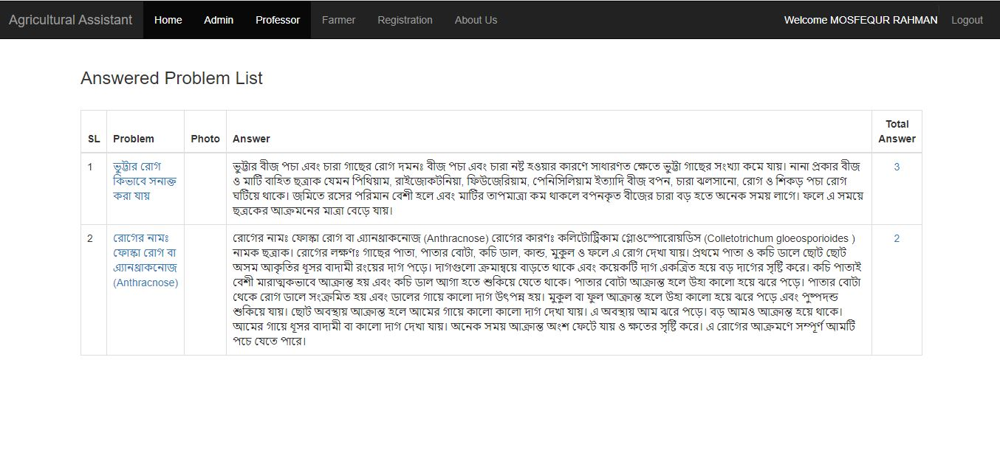 Agricultural Assistant Home Admin Professor Farmer Registration About Us Welcome MOSFEQUR RAHMAN Logout
Answered Problem List
SL Problem Photo Answer Total Answer
1
ভুট্টার রোগ
কিভাবে সনাক্ত
করা যায়
ভুট্টার বীজ পচা এবং চারা গাছের রোগ দমনঃ বীজ পচা এবং চারা নষ্ট হওয়ার কারণে সাধারণত ক্ষেতে ভুট্টা গাছের সংখ্যা কমে যায়। নানা প্রকার বীজ
ও মাটি বাহিত ছত্রাক যেমন পিথিয়াম, রাইজোকটনিয়া, ফিউজেরিয়াম, পেনিসিলিয়াম ইত্যাদি বীজ বপন, চারা ঝলসানো, রোগ ও শিকড় পচা রোগ
ঘটিয়ে থাকে। জমিতে রসের পরিমান বেশী হলে এবং মাটির তাপমাত্রা কম থাকলে বপনকৃত বীজের চারা বড় হতে অনেক সময় লাগে। ফলে এ সময়ে
ছত্রকের আক্রমনের মাত্রা বেড়ে যায়।
3
2
রোগের নামঃ
ফোস্কা রোগ বা
এ্যানথ্রাকনোজ
(Anthracnose)
রোগের নামঃ ফোস্কা রোগ বা এ্যানথ্রাকনোজ (Anthracnose) রোগের কারণঃ কলিটোট্রিকাম গ্লোওস্পোরোয়ডিস (Colletotrichum gloeosporioides )
নামক ছত্রাক। রোগের লক্ষণঃ গাছের পাতা, পাতার বোটা, কচি ডাল, কান্ড, মুকুল ও ফলে এ রোগ দেখা যায়। প্রথমে পাতা ও কচি ডালে ছোট ছোট
অসম আকৃতির ধূসর বাদামী রংয়ের দাগ পড়ে। দাগগুলো ক্রমান্বয়ে বাড়তে থাকে এবং কয়েকটি দাগ একত্রিত হয়ে বড় দাগের সৃষ্টি করে। কচি পাতাই
বেশী মারাত্মকভাবে আক্রান্ত হয় এবং কচি ডাল আগা হতে শুকিয়ে যেতে থাকে। পাতার বোটা আক্রান্ত হলে উহা কালো হয়ে ঝরে পড়ে। পাতার বোটা
থেকে রোগ ডালে সংক্রমিত হয় এবং ডালের গায়ে কালো দাগ উৎপন্ন হয়। মুকুল বা ফুল আক্রান্ত হলে উহা কালো হয়ে ঝরে পড়ে এবং পুষ্পদন্ড
শুকিয়ে যায়। ছোট অবস্থায় আক্রান্ত হলে আমের গায়ে কালো কালো দাগ দেখা যায়। এ অবস্থায় আম ঝরে পড়ে। বড় আমও আক্রান্ত হয়ে থাকে।
আমের গায়ে ধূসর বাদামী বা কালো দাগ দেখা যায়। অনেক সময় আক্রান্ত অংশ ফেটে যায় ও ক্ষতের সৃষ্টি করে। এ রোগের আক্রমণে সম্পূর্ণ আমটি
পচে যেতে পারে।
2